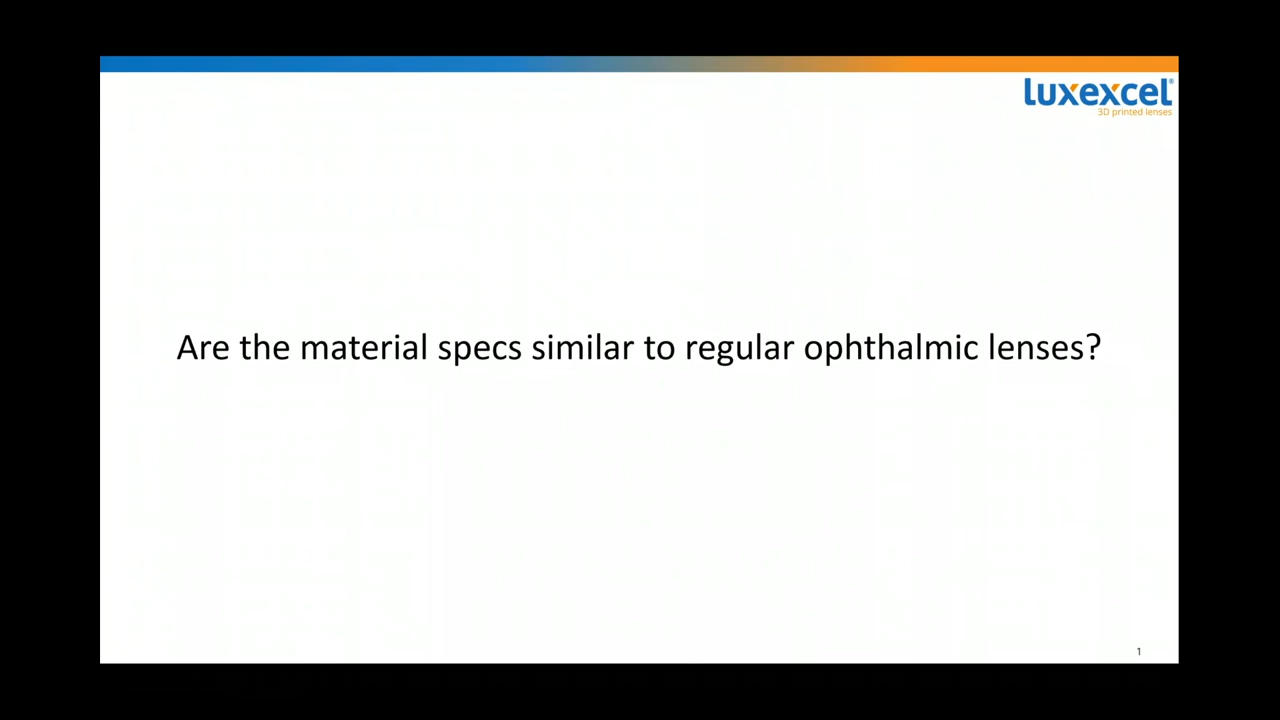 luxexcel®
3D printed lenses
Are the material specs similar to regular ophthalmic lenses?
1